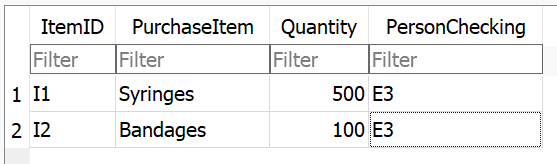 ItemID PurchaseItem Quantity PersonChecking
Filter Filter Filter Filter
1 I1 Syringes 500 E3
2 I2 Bandages 100 E3